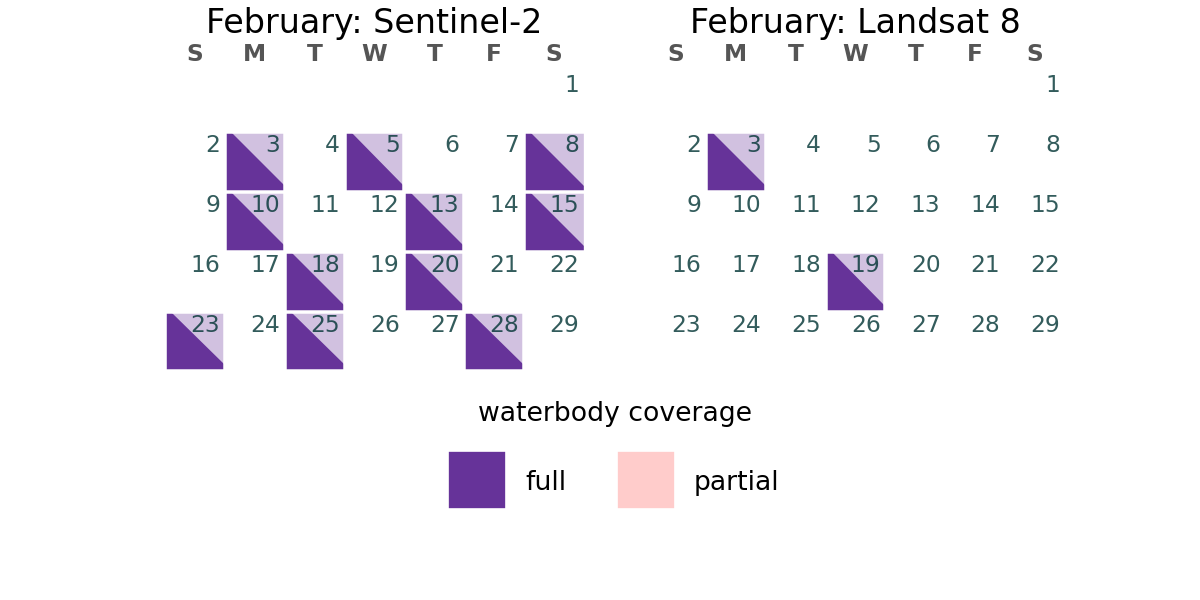 February: Sentinel-2
S M T W T F S
1
2 3 4 5 6 7 8
9 10 11 12 13 14 15
16 17 18 19 20 21 22
23 24 25 26 27 28 29
February: Landsat 8
S M T W T F S
1
2 3 4 5 6 7 8
9 10 11 12 13 14 15
16 17 18 19 20 21 22
23 24 25 26 27 28 29
waterbody coverage
full partial